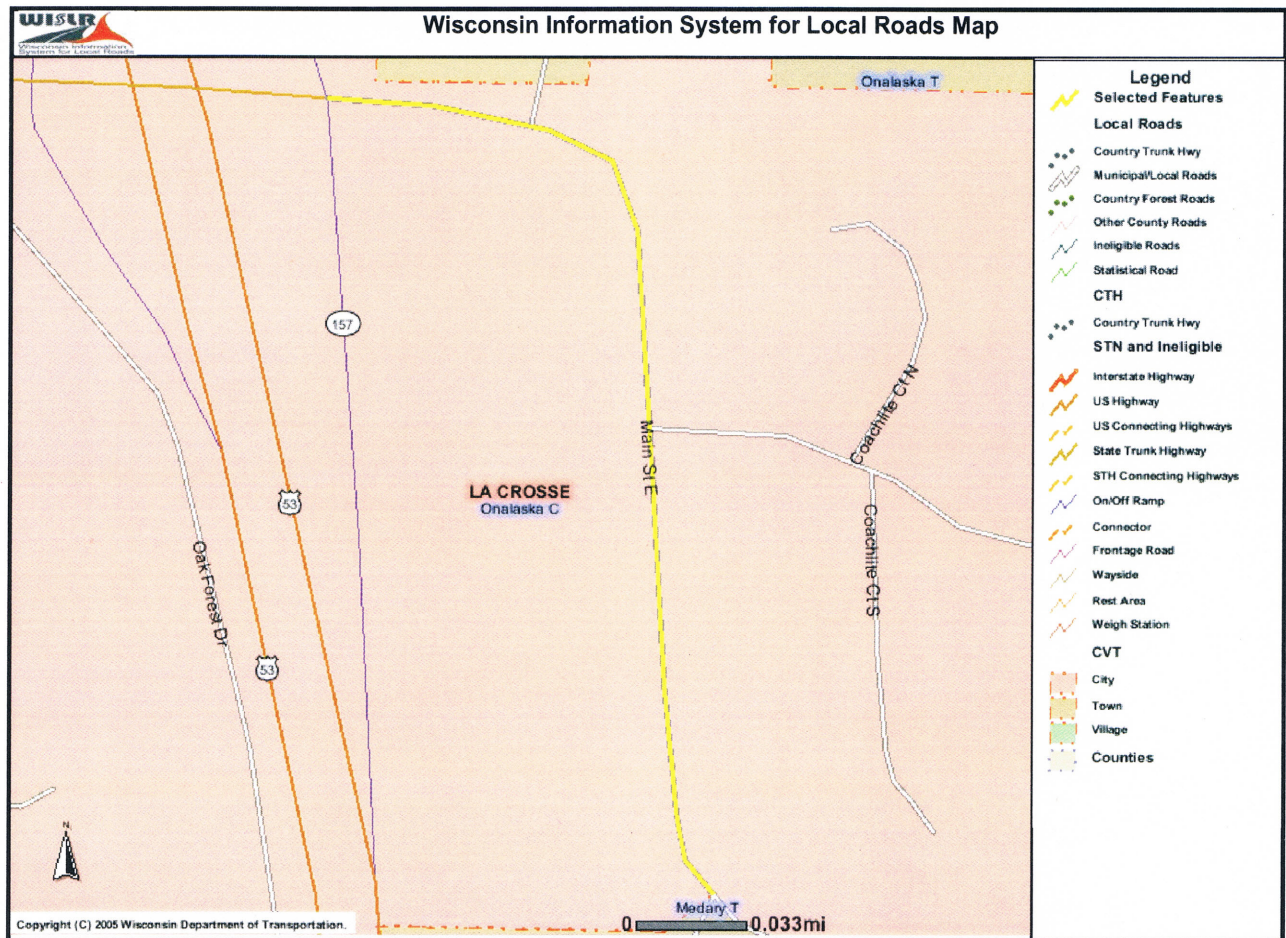 WISLR
Wisconsin Information
System for Local Roads
Wisconsin Information System for Local Roads Map
Onalaska T
157
53
53
LA CROSSE
Onalaska C
Main St E
Coachlite Ct N
Coachlite Ct S
Oak Forest Dr
N
Medary T
0 0.033mi
Copyright (C) 2005 Wisconsin Department of Transportation.
Legend
Selected Features
Local Roads
Country Trunk Hwy
Municipal/Local Roads
Country Forest Roads
Other County Roads
Ineligible Roads
Statistical Road
CTH
Country Trunk Hwy
STN and Ineligible
Interstate Highway
US Highway
US Connecting Highways
State Trunk Highway
STH Connecting Highways
On/Off Ramp
Connector
Frontage Road
Wayside
Rest Area
Weigh Station
CVT
City
Town
Village
Counties